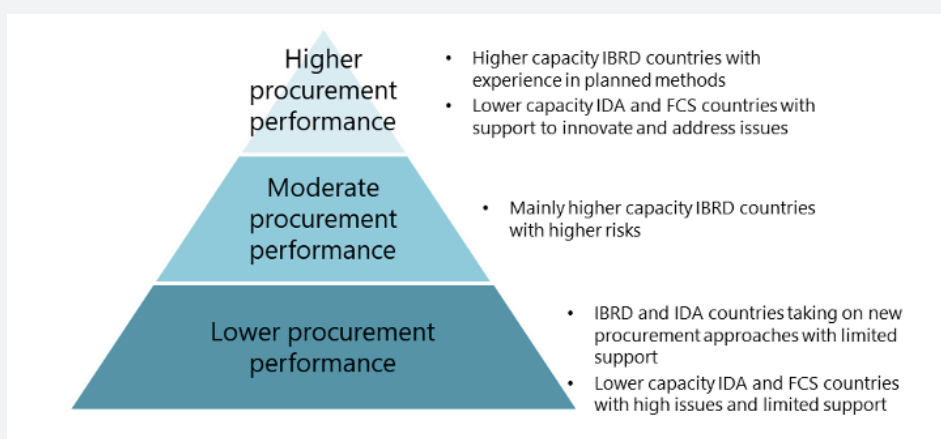 Higher
procurement
performance
• Higher capacity IBRD countries with
experience in planned methods
• Lower capacity IDA and FCS countries with
support to innovate and address issues
Moderate
procurement
performance
• Mainly higher capacity IBRD countries
with higher risks
Lower procurement
performance
• IBRD and IDA countries taking on new
procurement approaches with limited
support
• Lower capacity IDA and FCS countries
with high issues and limited support